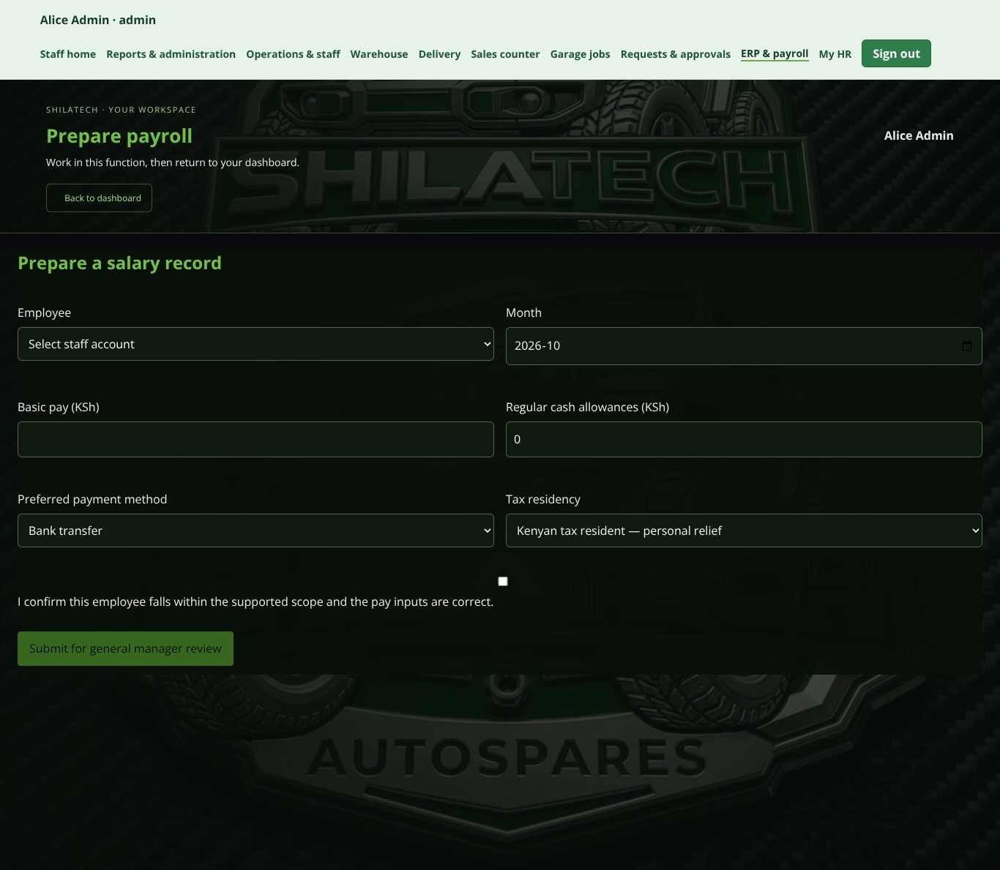 Alice Admin · admin
Staff home Reports & administration Operations & staff Warehouse Delivery Sales counter Garage jobs Requests & approvals ERP & payroll My HR Sign out
SHILATECH · YOUR WORKSPACE
Prepare payroll
Alice Admin
Work in this function, then return to your dashboard.
SHILATECH
Back to dashboard
Prepare a salary record
Employee Month
Select staff account 2026-10
Basic pay (KSh) Regular cash allowances (KSh)
0
Preferred payment method Tax residency
Bank transfer Kenyan tax resident — personal relief
SHILATECH
I confirm this employee falls within the supported scope and the pay inputs are correct.
Submit for general manager review
AUTOSPARES